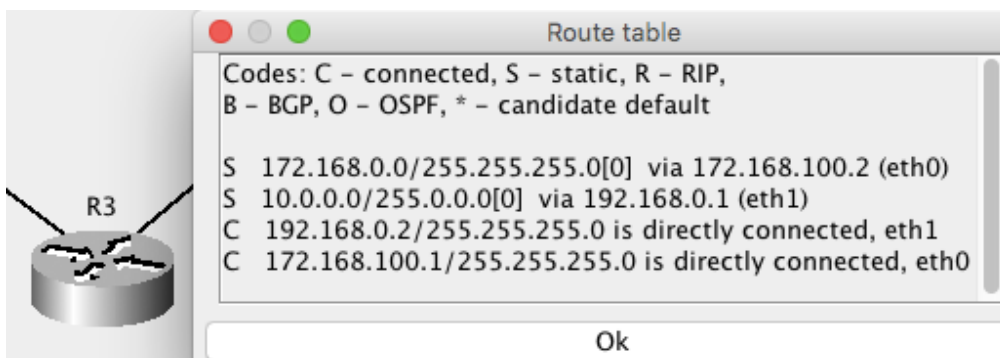 Route table
Codes: C – connected, S – static, R – RIP,
B – BGP, O – OSPF, * – candidate default
S 172.168.0.0/255.255.255.0[0] via 172.168.100.2 (eth0)
S 10.0.0.0/255.0.0.0[0] via 192.168.0.1 (eth1)
C 192.168.0.2/255.255.255.0 is directly connected, eth1
C 172.168.100.1/255.255.255.0 is directly connected, eth0
R3
Ok